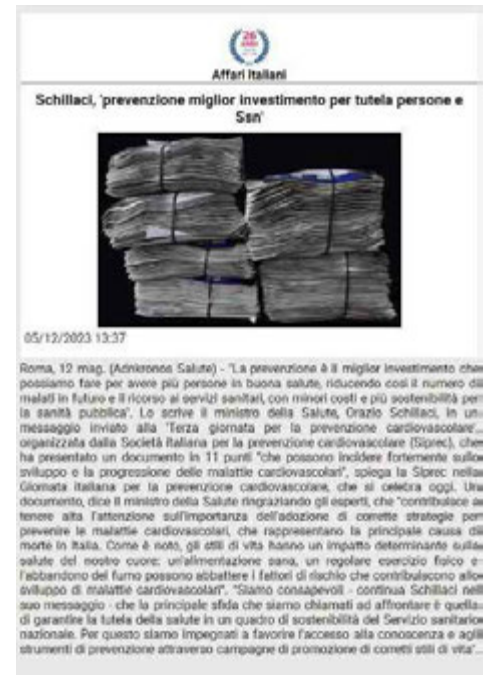 26
anni
Affari Italiani
Schillaci, 'prevenzione miglior investimento per tutela persone e
Ssn'
05/12/2023 13:37
Roma, 12 mag. (Adnkronos Salute) - "La prevenzione è il miglior investimento che
possiamo fare per avere più persone in buona salute, riducendo così il numero di
malati in futuro e il ricorso ai servizi sanitari, con minori costi e più sostenibilità per
la sanità pubblica". Lo scrive il ministro della Salute, Orazio Schillaci, in un
messaggio inviato alla 'Terza giornata per la prevenzione cardiovascolare',
organizzata dalla Società italiana per la prevenzione cardiovascolare (Siprec), che
ha presentato un documento in 11 punti "che possono incidere fortemente sullo
sviluppo e la progressione delle malattie cardiovascolari", spiega la Siprec nella
Giornata italiana per la prevenzione cardiovascolare, che si celebra oggi. Un
documento, dice il ministro della Salute ringraziando gli esperti, che "contribuisce a
tenere alta l'attenzione sull'importanza dell'adozione di corrette strategie per
prevenire le malattie cardiovascolari, che rappresentano la principale causa di
morte in Italia. Come è noto, gli stili di vita hanno un impatto determinante sulla
salute del nostro cuore: un'alimentazione sana, un regolare esercizio fisico e
l'abbandono del fumo possono abbattere i fattori di rischio che contribuiscono allo
sviluppo di malattie cardiovascolari". "Siamo consapevoli - continua Schillaci nel
suo messaggio - che la principale sfida che siamo chiamati ad affrontare è quella
di garantire la tutela della salute in un quadro di sostenibilità del Servizio sanitario
nazionale. Per questo siamo impegnati a favorire l'accesso alla conoscenza e agli
strumenti di prevenzione attraverso campagne di promozione di corretti stili di vita"...